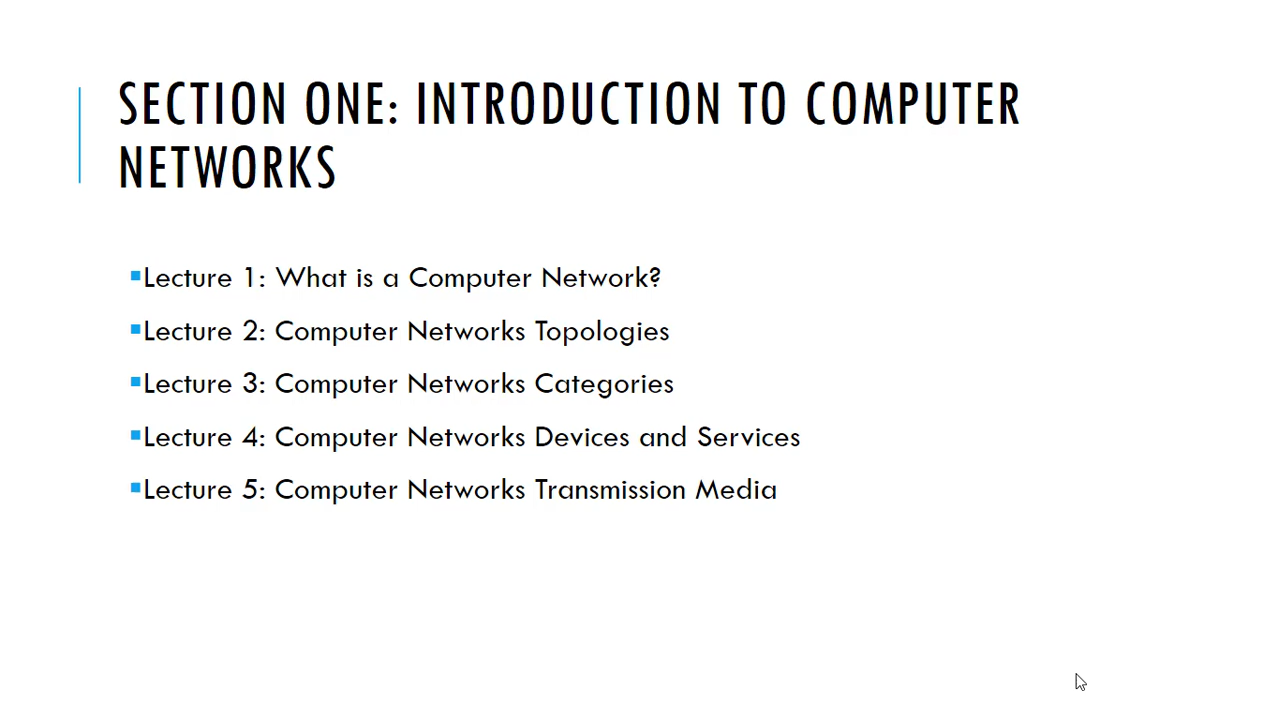 SECTION ONE: INTRODUCTION TO COMPUTER
NETWORKS
Lecture 1: What is a Computer Network?
Lecture 2: Computer Networks Topologies
Lecture 3: Computer Networks Categories
Lecture 4: Computer Networks Devices and Services
Lecture 5: Computer Networks Transmission Media